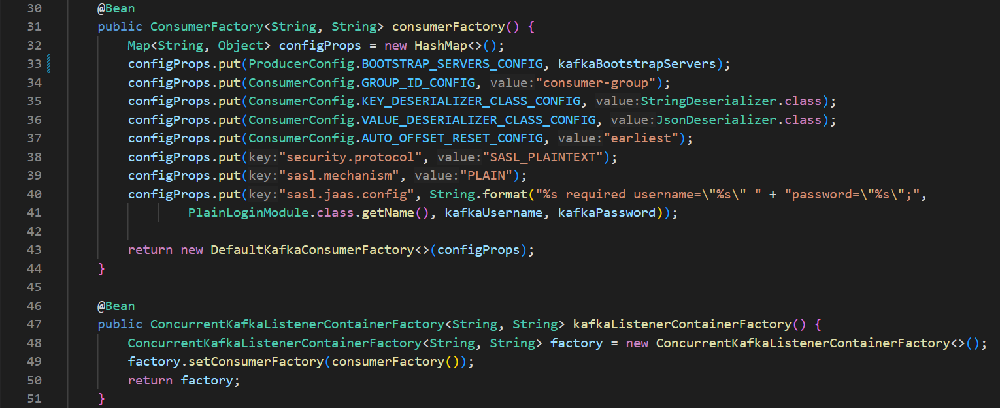 30 @Bean
31 public ConsumerFactory<String, String> consumerFactory() {
32 Map<String, Object> configProps = new HashMap<>();
33 configProps.put(ProducerConfig.BOOTSTRAP_SERVERS_CONFIG, kafkaBootstrapServers);
34 configProps.put(ConsumerConfig.GROUP_ID_CONFIG, value:"consumer-group");
35 configProps.put(ConsumerConfig.KEY_DESERIALIZER_CLASS_CONFIG, value:StringDeserializer.class);
36 configProps.put(ConsumerConfig.VALUE_DESERIALIZER_CLASS_CONFIG, value:JsonDeserializer.class);
37 configProps.put(ConsumerConfig.AUTO_OFFSET_RESET_CONFIG, value:"earliest");
38 configProps.put(key:"security.protocol", value:"SASL_PLAINTEXT");
39 configProps.put(key:"sasl.mechanism", value:"PLAIN");
40 configProps.put(key:"sasl.jaas.config", String.format("%s required username=\"%s\" " + "password=\"%s\";",
41 PlainLoginModule.class.getName(), kafkaUsername, kafkaPassword));
42
43 return new DefaultKafkaConsumerFactory<>(configProps);
44 }
45
46 @Bean
47 public ConcurrentKafkaListenerContainerFactory<String, String> kafkaListenerContainerFactory() {
48 ConcurrentKafkaListenerContainerFactory<String, String> factory = new ConcurrentKafkaListenerContainerFactory<>();
49 factory.setConsumerFactory(consumerFactory());
50 return factory;
51 }